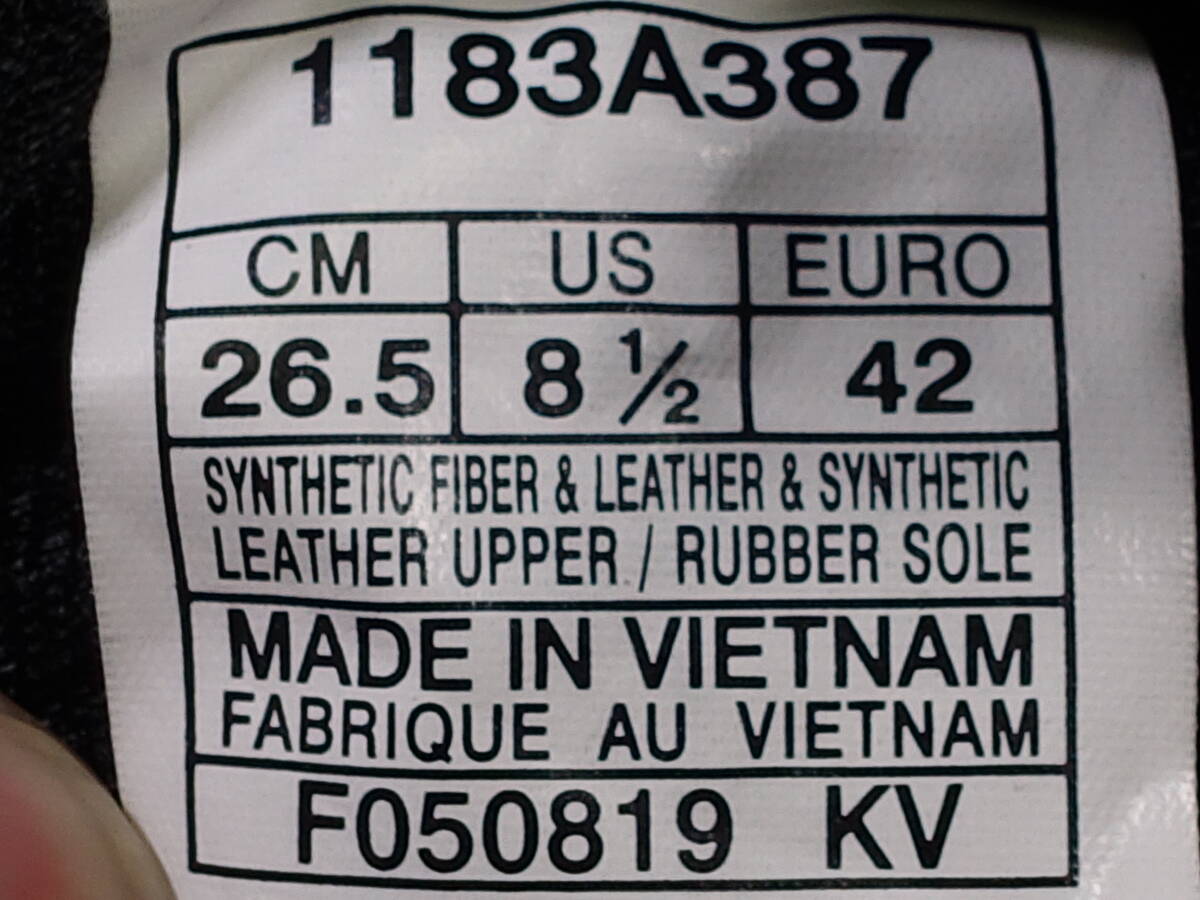 1183A387
CM US EURO
26.5 8 ½ 42
SYNTHETIC FIBER & LEATHER & SYNTHETIC
LEATHER UPPER / RUBBER SOLE
MADE IN VIETNAM
FABRIQUE AU VIETNAM
F050819 KV